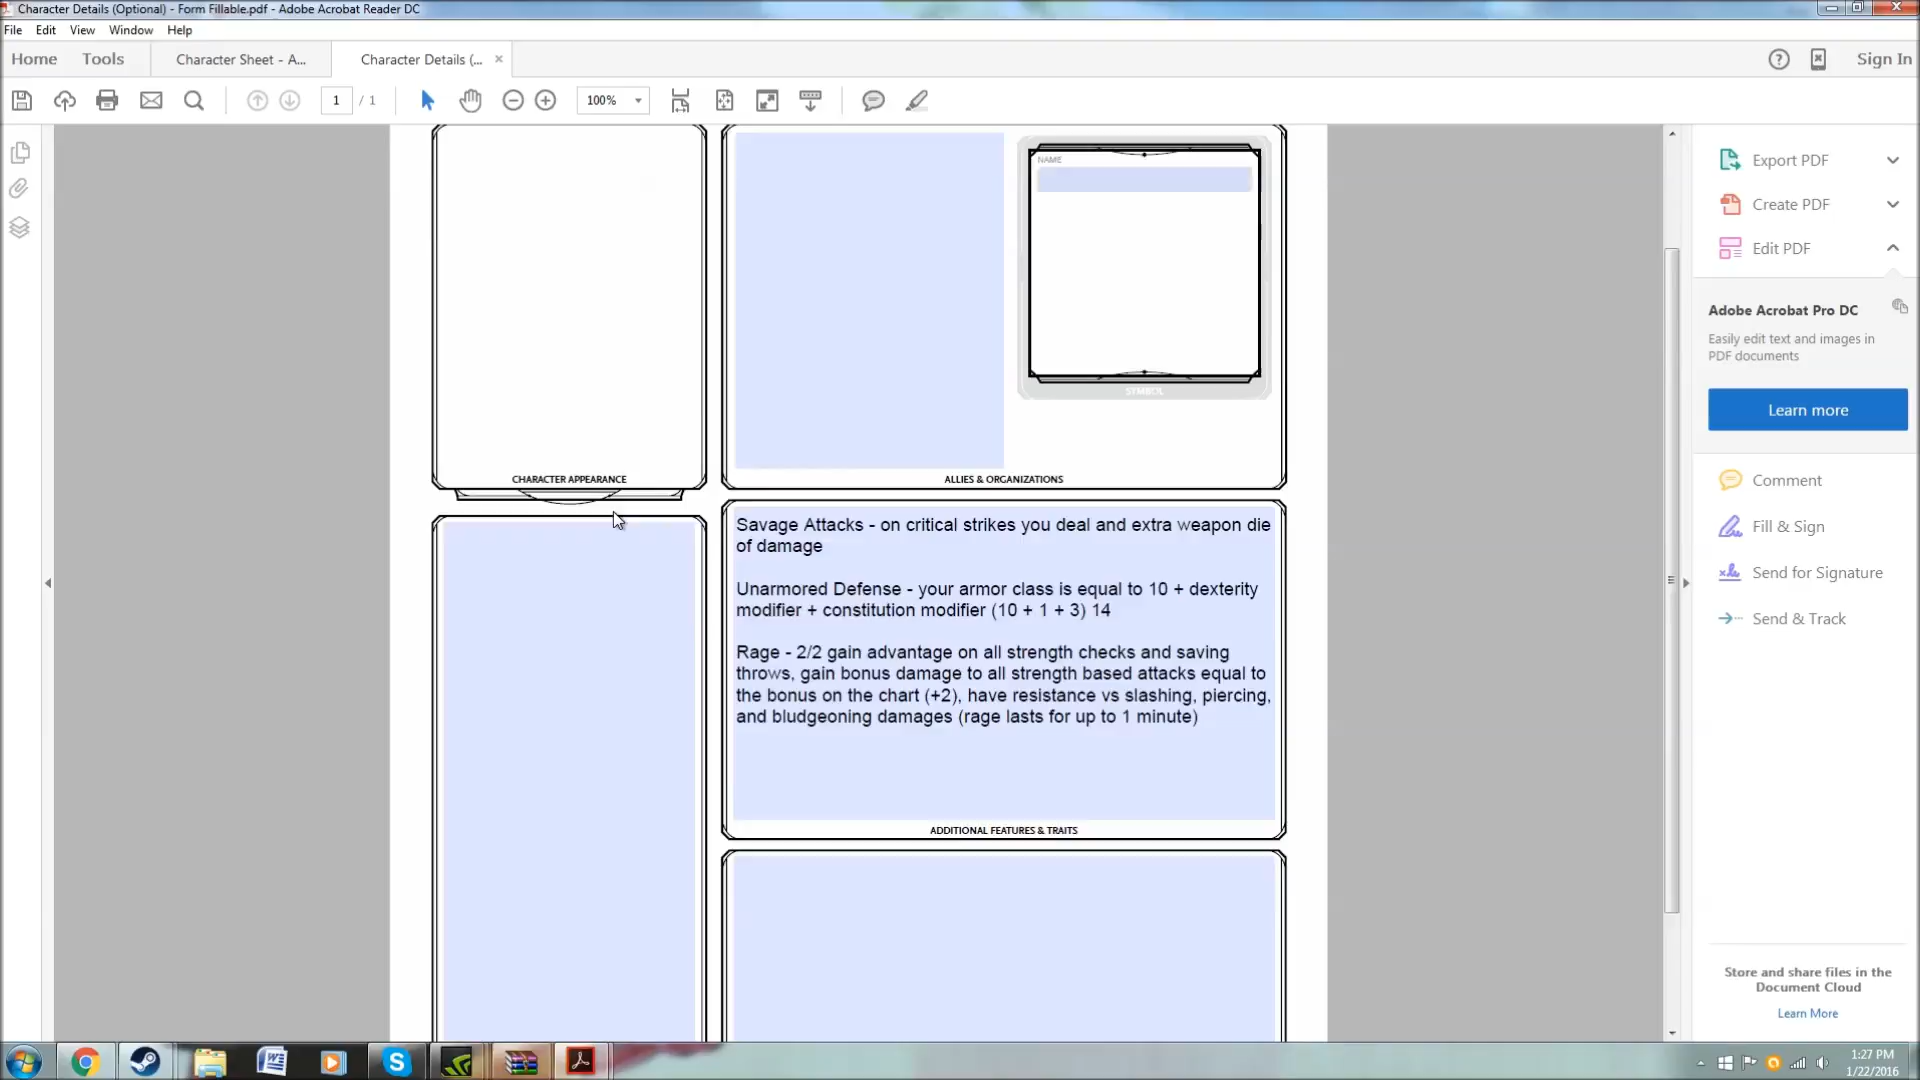 Character Details (Optional) - Form Fillable.pdf - Adobe Acrobat Reader DC
File Edit View Window Help
Home Tools Character Sheet - A... Character Details (... × Sign In
1 / 1 100%
NAME
SYMBOL
CHARACTER APPEARANCE
ALLIES & ORGANIZATIONS
Savage Attacks - on critical strikes you deal and extra weapon die
of damage
Unarmored Defense - your armor class is equal to 10 + dexterity
modifier + constitution modifier (10 + 1 + 3) 14
Rage - 2/2 gain advantage on all strength checks and saving
throws, gain bonus damage to all strength based attacks equal to
the bonus on the chart (+2), have resistance vs slashing, piercing,
and bludgeoning damages (rage lasts for up to 1 minute)
ADDITIONAL FEATURES & TRAITS
Export PDF
Create PDF
Edit PDF
Adobe Acrobat Pro DC
Easily edit text and images in
PDF documents
Learn more
Comment
Fill & Sign
Send for Signature
Send & Track
Store and share files in the
Document Cloud
Learn More
1:27 PM
1/22/2016